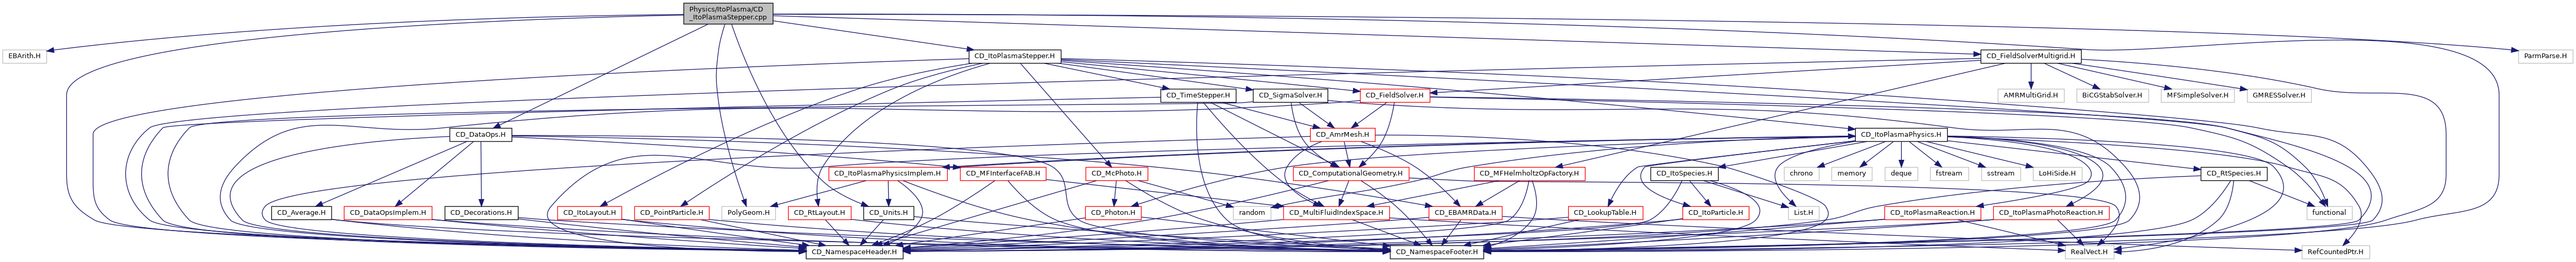 Physics/ItoPlasma/CD
_ItoPlasmaStepper.cpp
EBArith.H
CD_ItoPlasmaStepper.H
CD_FieldSolverMultigrid.H
ParmParse.H
CD_TimeStepper.H
CD_SigmaSolver.H
CD_FieldSolver.H
AMRMultiGrid.H
BiCGStabSolver.H
MFSimpleSolver.H
GMRESSolver.H
CD_DataOps.H
CD_AmrMesh.H
CD_ItoPlasmaPhysics.H
CD_ItoPlasmaPhysicsImplem.H
CD_MFInterfaceFAB.H
CD_McPhoto.H
CD_ComputationalGeometry.H
CD_MFHelmholtzOpFactory.H
CD_ItoSpecies.H
chrono
memory
deque
fstream
sstream
LoHiSide.H
CD_RtSpecies.H
CD_Average.H
CD_DataOpsImplem.H
CD_Decorations.H
CD_ItoLayout.H
CD_PointParticle.H
PolyGeom.H
CD_RtLayout.H
CD_Units.H
CD_Photon.H
random
CD_MultiFluidIndexSpace.H
CD_EBAMRData.H
CD_LookupTable.H
CD_ItoParticle.H
List.H
CD_ItoPlasmaReaction.H
CD_ItoPlasmaPhotoReaction.H
functional
CD_NamespaceHeader.H
CD_NamespaceFooter.H
RealVect.H
RefCountedPtr.H